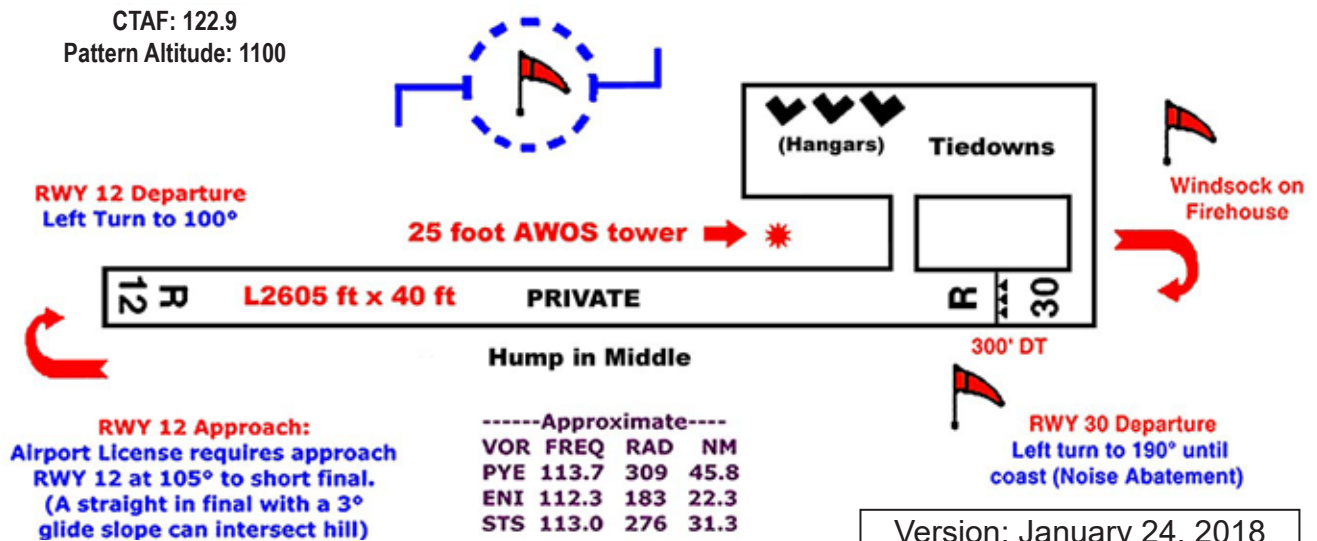 CTAF: 122.9
Pattern Altitude: 1100
(Hangars)
Tiedowns
Windsock on
Firehouse
RWY 12 Departure
Left Turn to 100°
25 foot AWOS tower
12 R
L2605 ft x 40 ft
PRIVATE
R 30
Hump in Middle
300' DT
RWY 12 Approach:
Airport License requires approach
RWY 12 at 105° to short final.
(A straight in final with a 3°
glide slope can intersect hill)
------Approximate----
VOR FREQ RAD NM
PYE 113.7 309 45.8
ENI 112.3 183 22.3
STS 113.0 276 31.3
RWY 30 Departure
Left turn to 190° until
coast (Noise Abatement)
Version: January 24, 2018